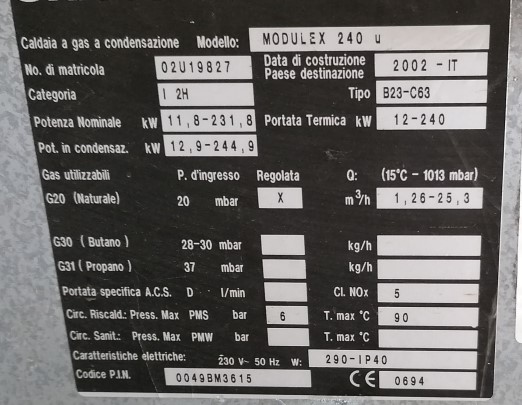 Caldaia a gas a condensazione Modello: MODULEX 240 u
No. di matricola 02U19827 Data di costruzione 2002 - IT
Paese destinazione
Categoria I 2H Tipo B23-C63
Potenza Nominale kW 11,8-231,8 Portata Termica kW 12-240
Pot. in condensaz. kW 12,9-244,9
Gas utilizzabili P. d'ingresso Regolata Q: (15°C - 1013 mbar)
G20 (Naturale) 20 mbar X m³/h 1,26-25,3
G30 ( Butano ) 28-30 mbar kg/h
G31 ( Propano ) 37 mbar kg/h
Portata specifica A.C.S. D l/min Cl. NOx 5
Circ. Riscald.: Press. Max PMS bar 6 T. max °C 90
Circ. Sanit.: Press. Max PMW bar T. max °C
Caratteristiche elettriche: 230 V~ 50 Hz W: 290-IP40
Codice P.I.N. 0049BM3615 CE 0694